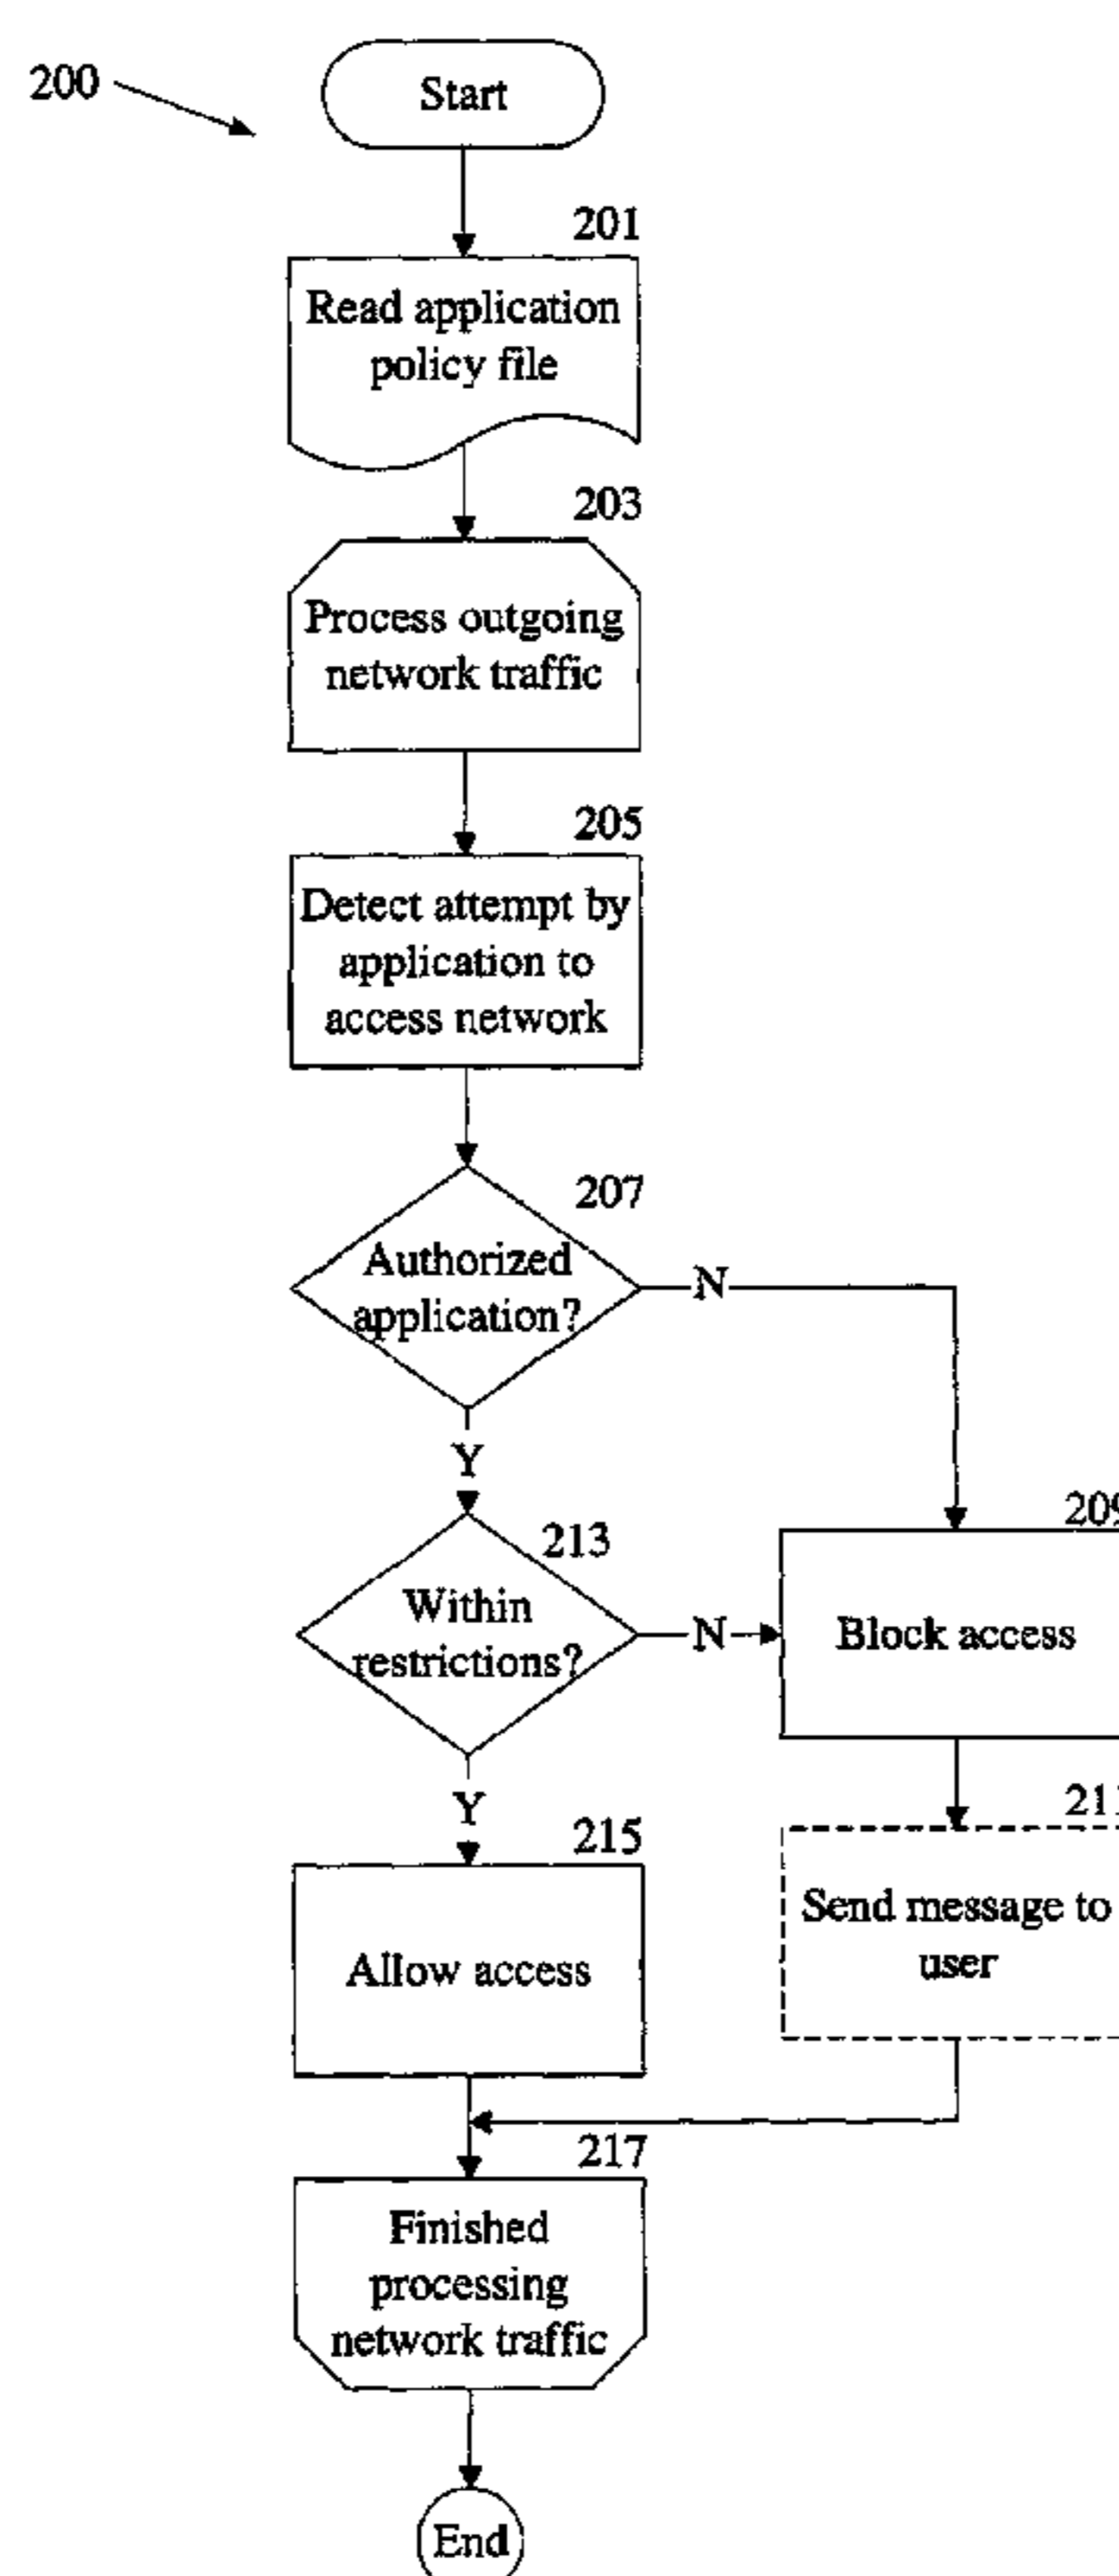 200
Start
201
Read application
policy file
203
Process outgoing
network traffic
205
Detect attempt by
application to
access network
207
Authorized
application?
N
Y
213
Within
restrictions?
N
209
Block access
Y
215
Allow access
211
Send message to
user
217
Finished
processing
network traffic
End